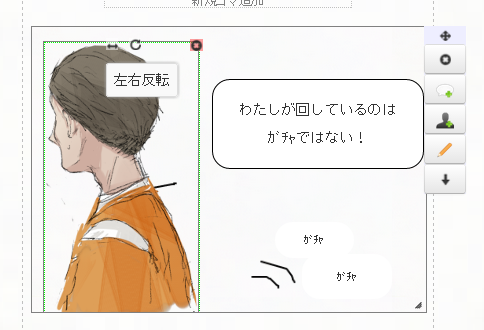 新規コマ追加
左右反転
わたしが回しているのは
ｶﾞﾁｬではない！
ｶﾞﾁｬ
ｶﾞﾁｬ